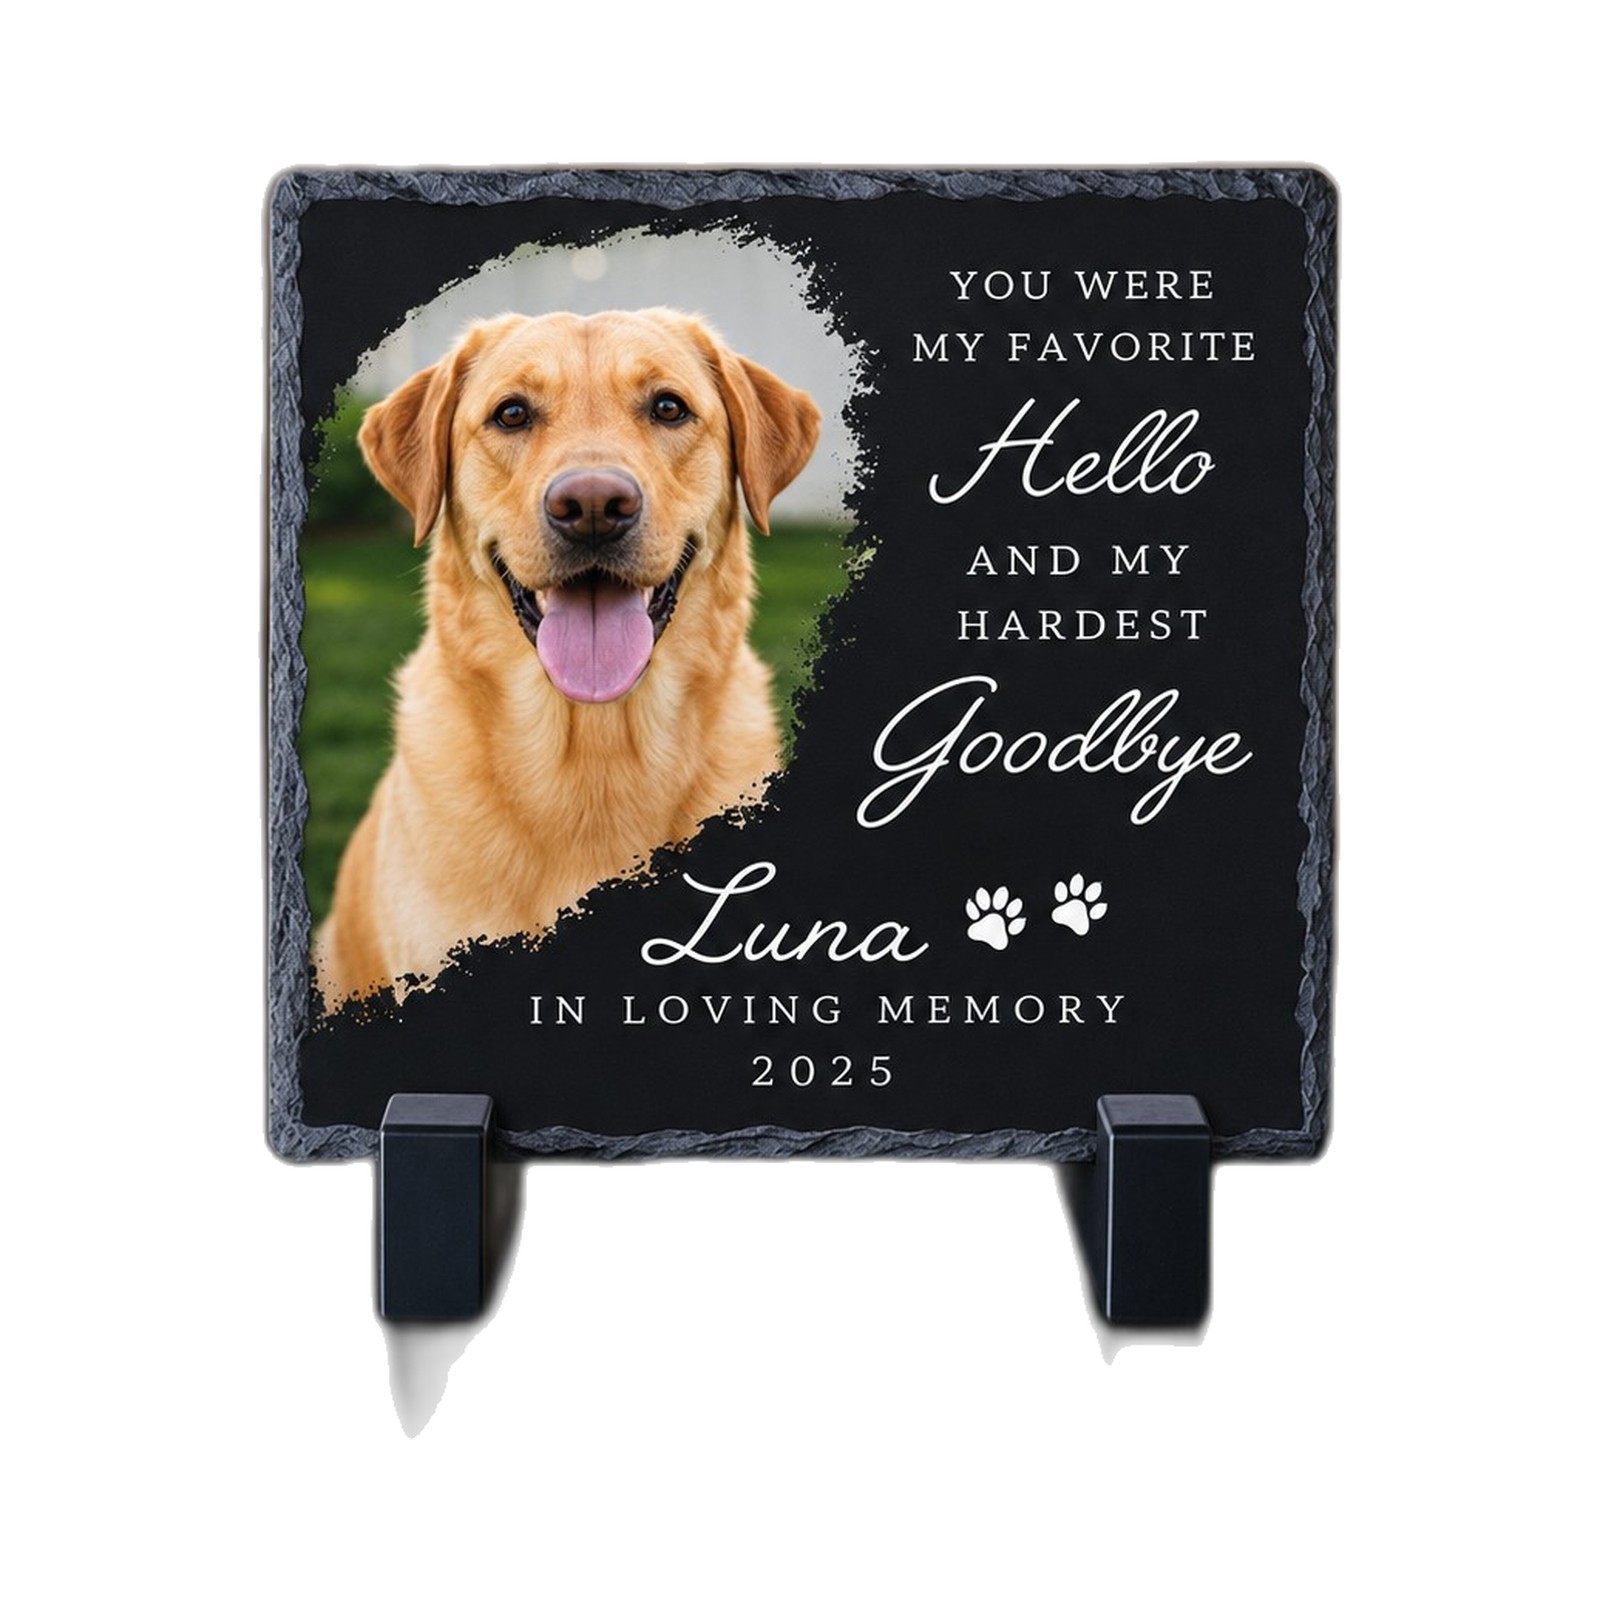 YOU WERE
MY FAVORITE
Hello
AND MY
HARDEST
Goodbye
Luna
IN LOVING MEMORY
2025